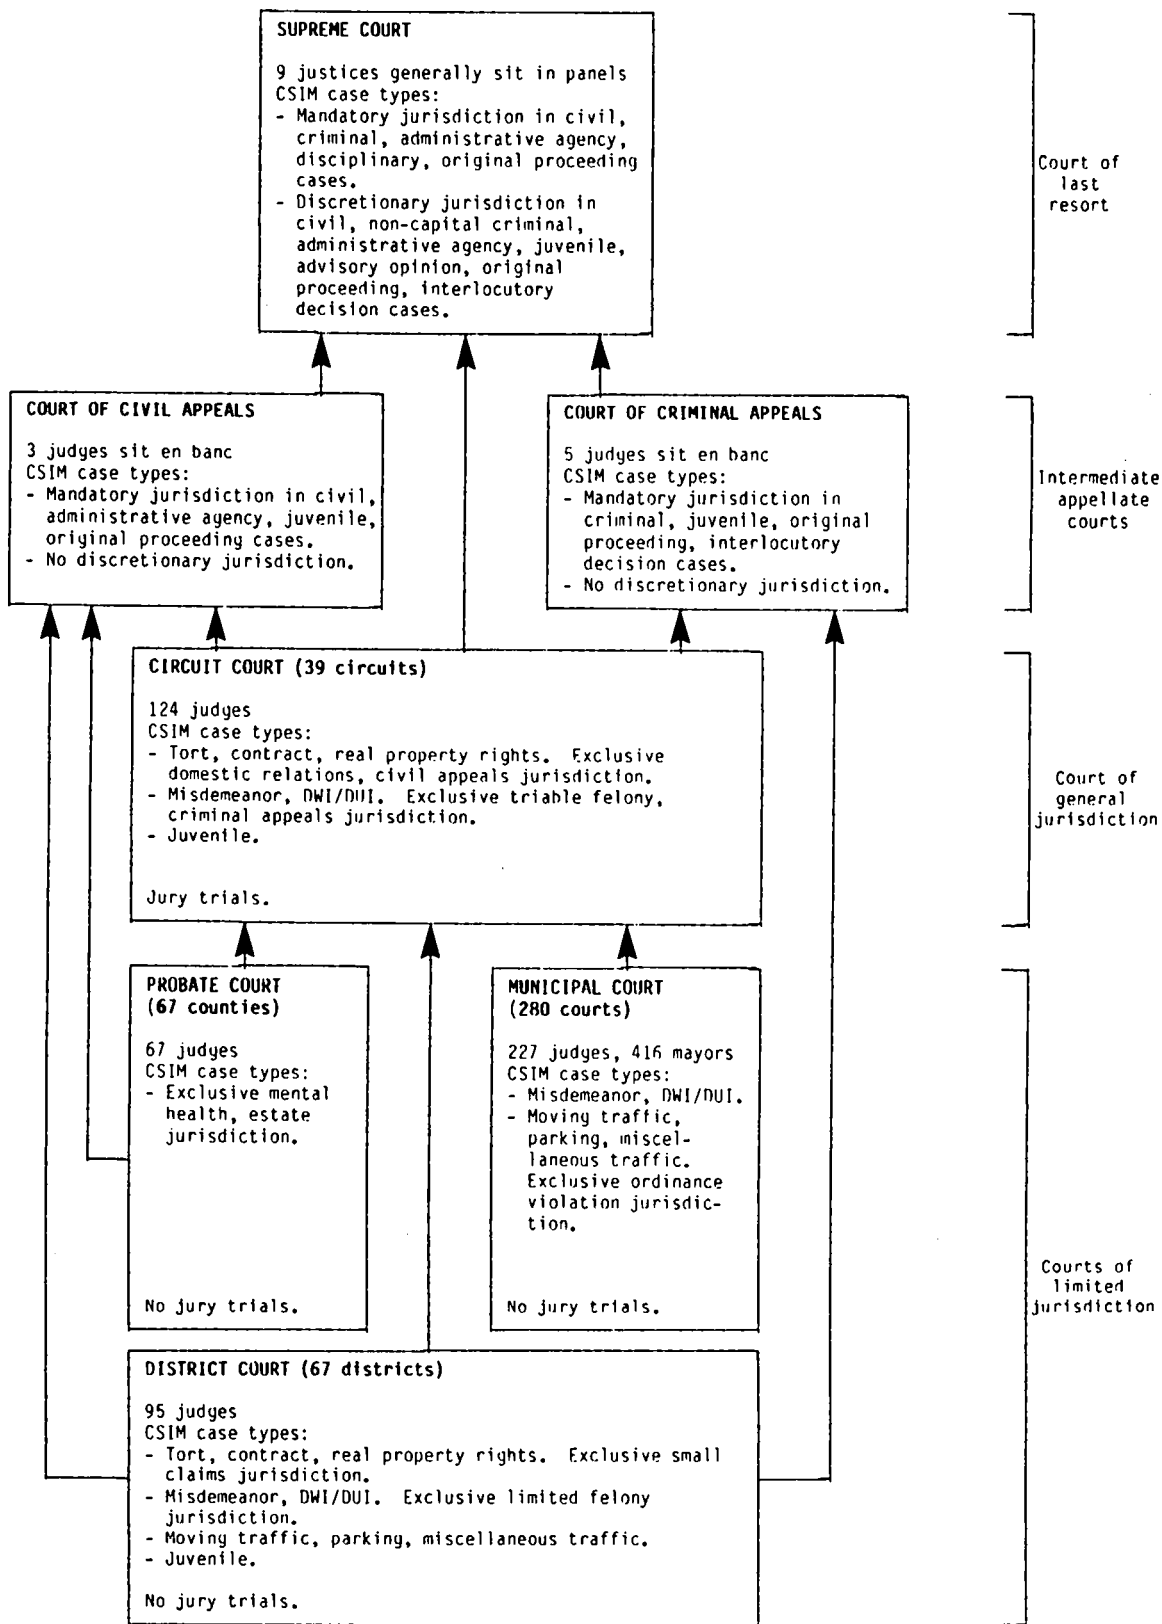 SUPREME COURT
9 justices generally sit in panels
CSIM case types:
- Mandatory jurisdiction in civil,
criminal, administrative agency,
disciplinary, original proceeding
cases.
- Discretionary jurisdiction in
civil, non-capital criminal,
administrative agency, juvenile,
advisory opinion, original
proceeding, interlocutory
decision cases.
Court of
last
resort
COURT OF CIVIL APPEALS
3 judges sit en banc
CSIM case types:
- Mandatory jurisdiction in civil,
administrative agency, juvenile,
original proceeding cases.
- No discretionary jurisdiction.
COURT OF CRIMINAL APPEALS
5 judges sit en banc
CSIM case types:
- Mandatory jurisdiction in
criminal, juvenile, original
proceeding, interlocutory
decision cases.
- No discretionary jurisdiction.
Intermediate
appellate
courts
CIRCUIT COURT (39 circuits)
124 judges
CSIM case types:
- Tort, contract, real property rights. Exclusive
domestic relations, civil appeals jurisdiction.
- Misdemeanor, DWI/DUI. Exclusive triable felony,
criminal appeals jurisdiction.
- Juvenile.
Jury trials.
Court of
general
jurisdiction
PROBATE COURT
(67 counties)
67 judges
CSIM case types:
- Exclusive mental
health, estate
jurisdiction.
No jury trials.
MUNICIPAL COURT
(280 courts)
227 judges, 416 mayors
CSIM case types:
- Misdemeanor, DWI/DUI.
- Moving traffic,
parking, miscel-
laneous traffic.
Exclusive ordinance
violation jurisdic-
tion.
No jury trials.
Courts of
limited
jurisdiction
DISTRICT COURT (67 districts)
95 judges
CSIM case types:
- Tort, contract, real property rights. Exclusive small
claims jurisdiction.
- Misdemeanor, DWI/DUI. Exclusive limited felony
jurisdiction.
- Moving traffic, parking, miscellaneous traffic.
- Juvenile.
No jury trials.